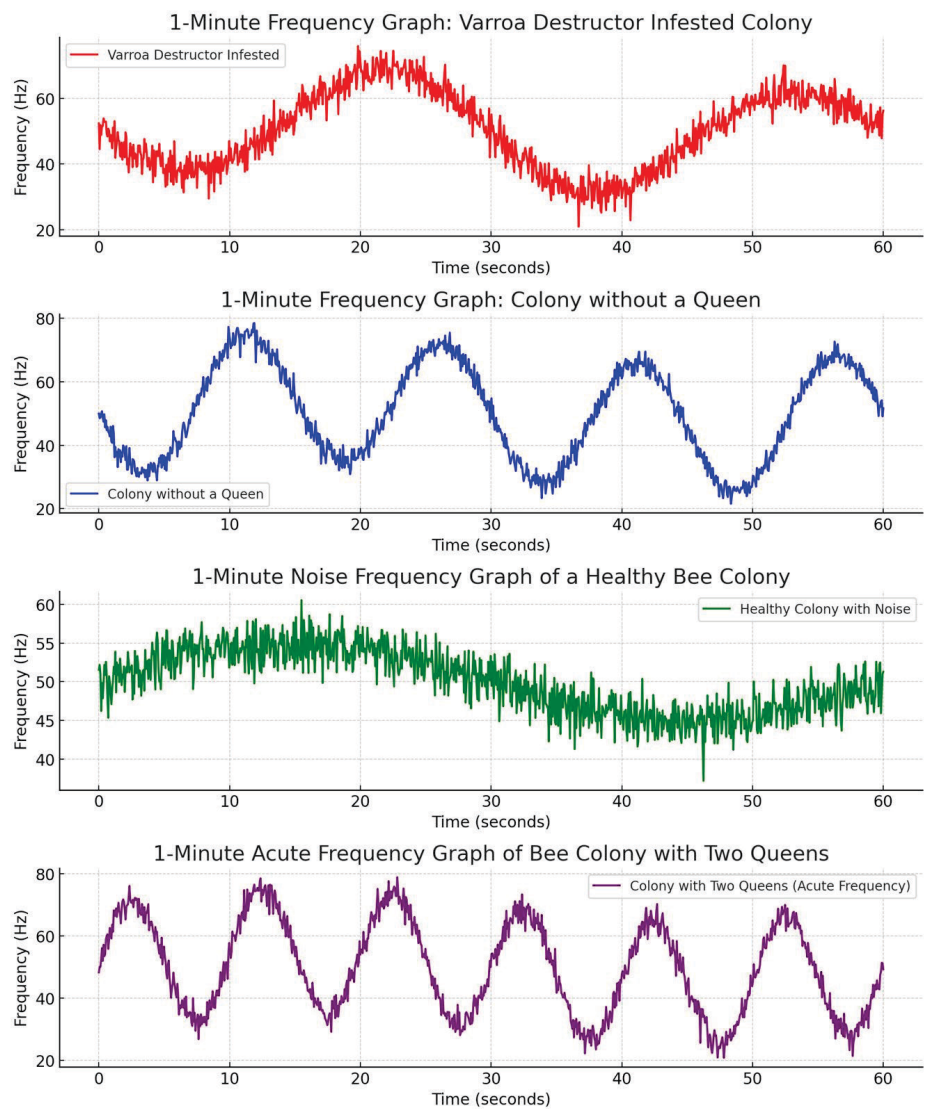 1-Minute Frequency Graph: Varroa Destructor Infested Colony
Varroa Destructor Infested
Frequency (Hz)
60
40
20
0 10 20 30 40 50 60
Time (seconds)
1-Minute Frequency Graph: Colony without a Queen
80
60
40
20
Frequency (Hz)
Colony without a Queen
0 10 20 30 40 50 60
Time (seconds)
1-Minute Noise Frequency Graph of a Healthy Bee Colony
Healthy Colony with Noise
Frequency (Hz)
60
55
50
45
40
0 10 20 30 40 50 60
Time (seconds)
1-Minute Acute Frequency Graph of Bee Colony with Two Queens
Colony with Two Queens (Acute Frequency)
Frequency (Hz)
80
60
40
20
0 10 20 30 40 50 60
Time (seconds)